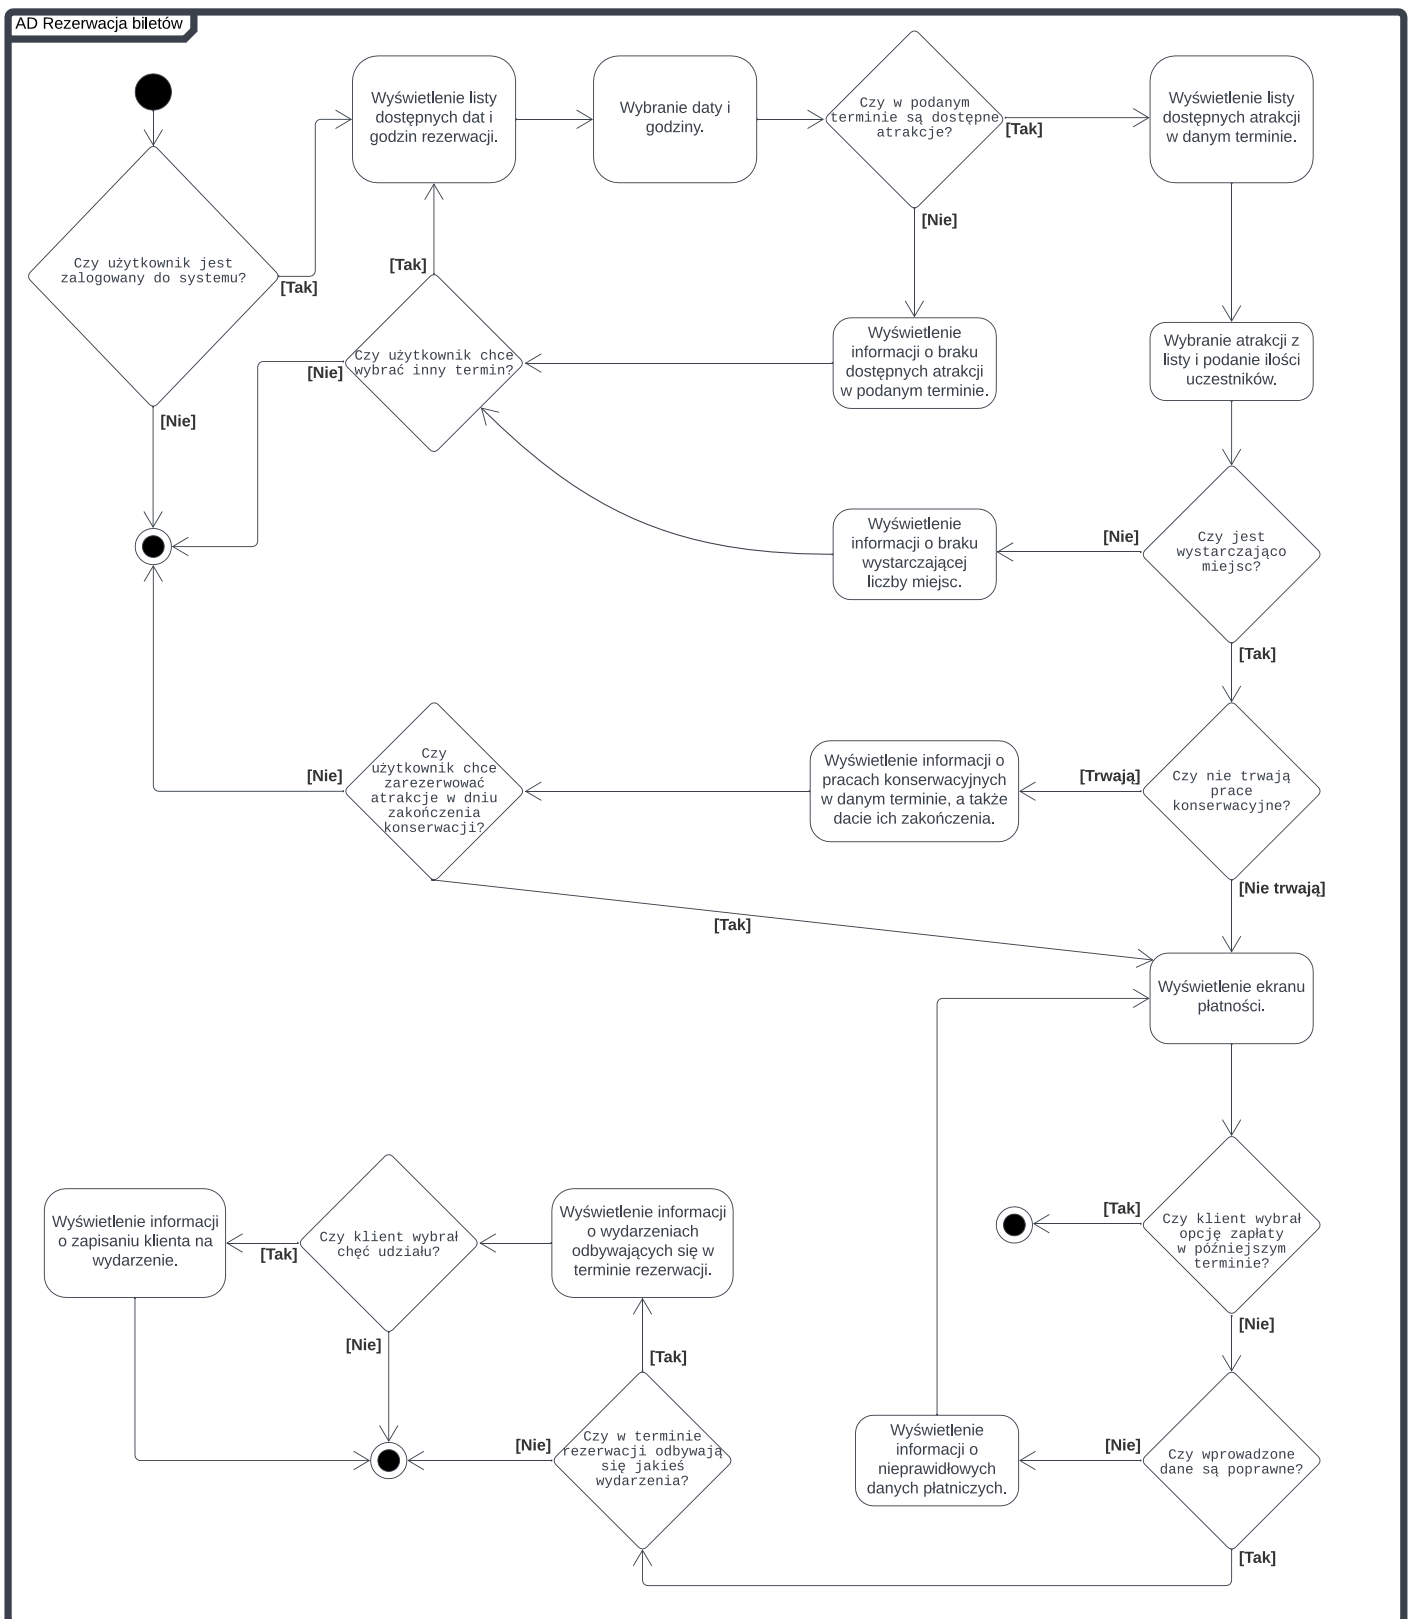 AD Rezerwacja biletów
Wyświetlenie listy
dostępnych dat i
godzin rezerwacji.
Wybranie daty i
godziny.
Czy w podanym
terminie są dostępne
atrakcje?
[Tak]
Wyświetlenie listy
dostępnych atrakcji
w danym terminie.
[Nie]
Czy użytkownik jest
zalogowany do systemu?
[Tak]
[Tak]
Wyświetlenie
informacji o braku
dostępnych atrakcji
w podanym terminie.
Wybranie atrakcji z
listy i podanie ilości
uczestników.
Czy użytkownik chce
wybrać inny termin?
[Nie]
[Nie]
Wyświetlenie
informacji o braku
wystarczającej
liczby miejsc.
[Nie]
Czy jest
wystarczająco
miejsc?
[Tak]
Czy
użytkownik chce
zarezerwować
atrakcje w dniu
zakończenia
konserwacji?
[Nie]
Wyświetlenie informacji o
pracach konserwacyjnych
w danym terminie, a także
dacie ich zakończenia.
[Trwają]
Czy nie trwają
prace
konserwacyjne?
[Nie trwają]
[Tak]
Wyświetlenie ekranu
płatności.
Wyświetlenie informacji
o zapisaniu klienta na
wydarzenie.
[Tak]
Czy klient wybrał
chęć udziału?
Wyświetlenie informacji
o wydarzeniach
odbywających się w
terminie rezerwacji.
[Tak]
Czy klient wybrał
opcję zapłaty
w późniejszym
terminie?
[Nie]
[Nie]
[Tak]
Czy w terminie
rezerwacji odbywają
się jakieś
wydarzenia?
[Nie]
Wyświetlenie
informacji o
nieprawidłowych
danych płatniczych.
[Nie]
Czy wprowadzone
dane są poprawne?
[Tak]